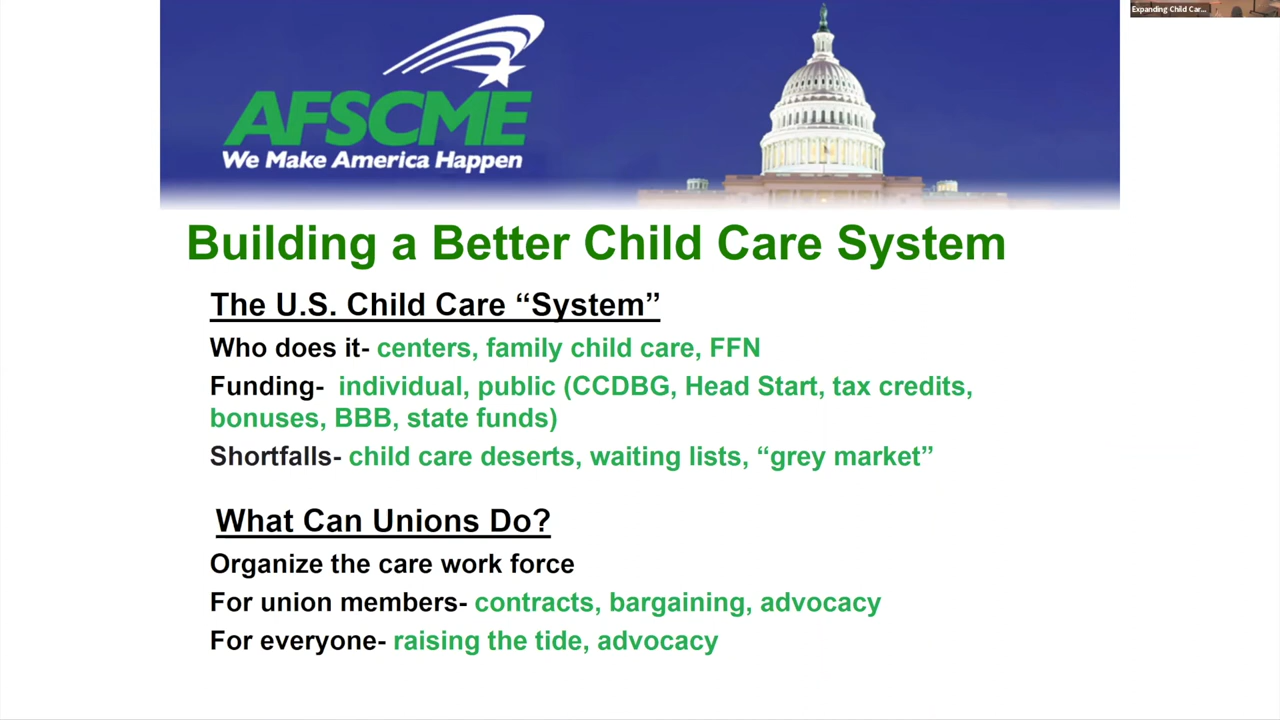 Expanding Child Car...
AFSCME
We Make America Happen
Building a Better Child Care System
The U.S. Child Care “System”
Who does it- centers, family child care, FFN
Funding- individual, public (CCDBG, Head Start, tax credits,
bonuses, BBB, state funds)
Shortfalls- child care deserts, waiting lists, “grey market”
What Can Unions Do?
Organize the care work force
For union members- contracts, bargaining, advocacy
For everyone- raising the tide, advocacy